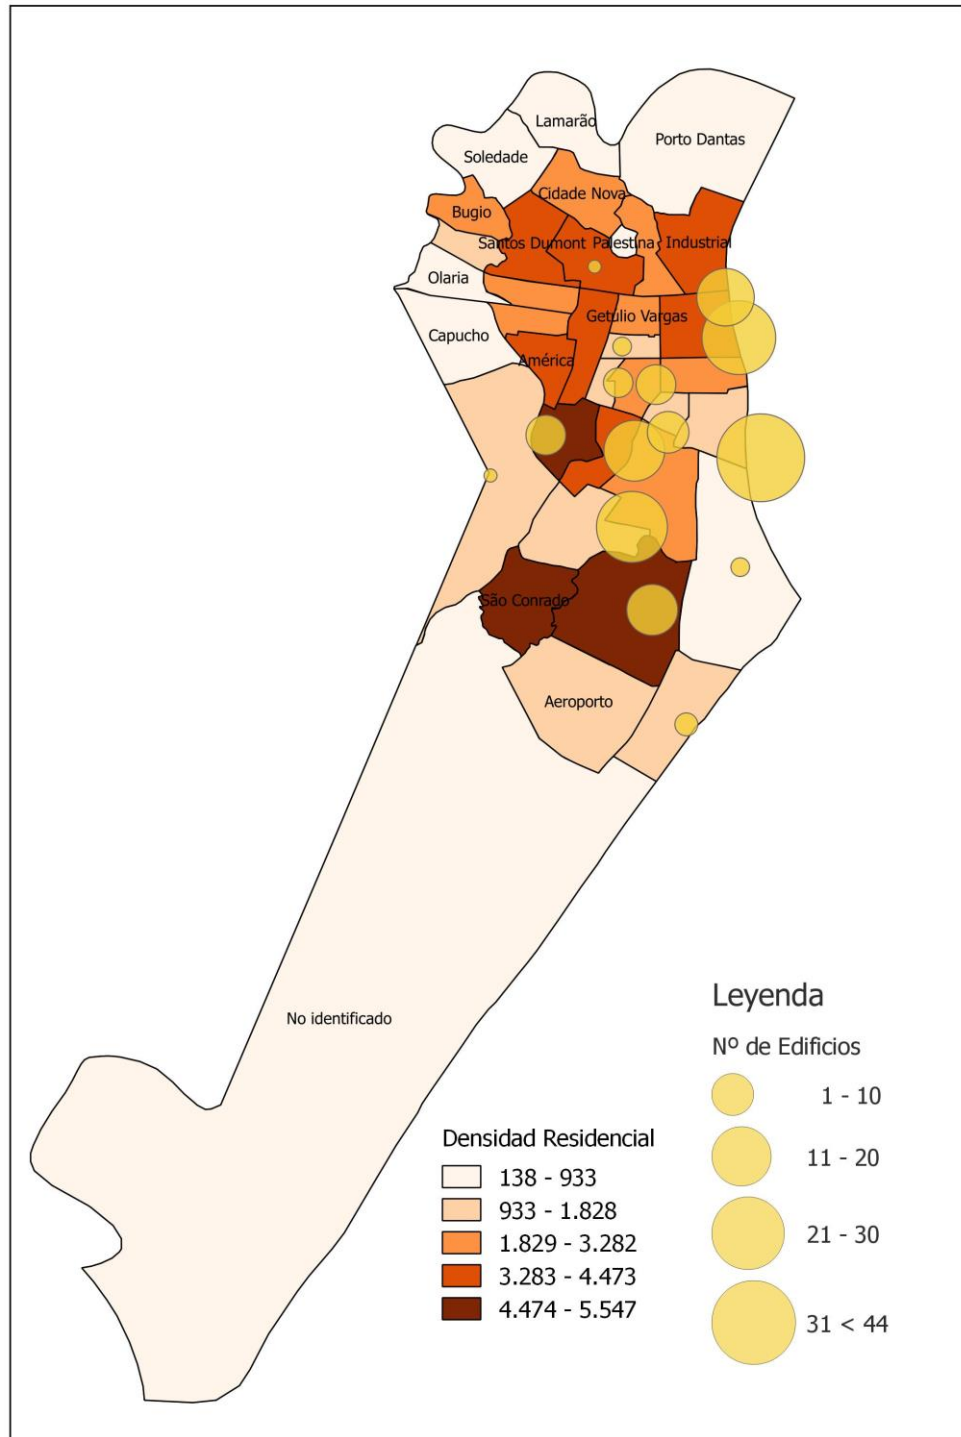 Lamarão
Porto Dantas
Soledade
Cidade Nova
Bugio
Santos Dumont
Palestina
Industrial
Olaria
Getulio Vargas
Capucho
América
São Conrado
Aeroporto
No identificado
Leyenda
Nº de Edificios
1 - 10
11 - 20
21 - 30
31 < 44
Densidad Residencial
138 - 933
933 - 1.828
1.829 - 3.282
3.283 - 4.473
4.474 - 5.547